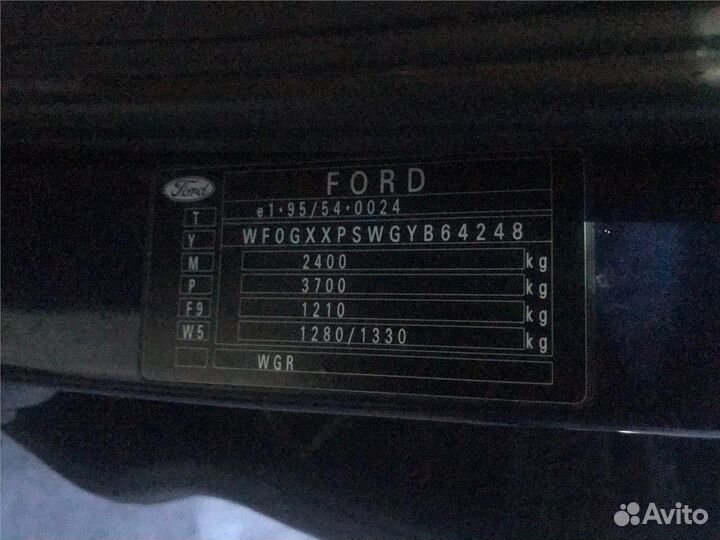 Ford
FORD
T
e1·95/54·0024
Y
WF0GXXPSWGYB64248
M
2400 kg
P
3700 kg
F9
1210 kg
W5
1280/1330 kg
WGR
Avito